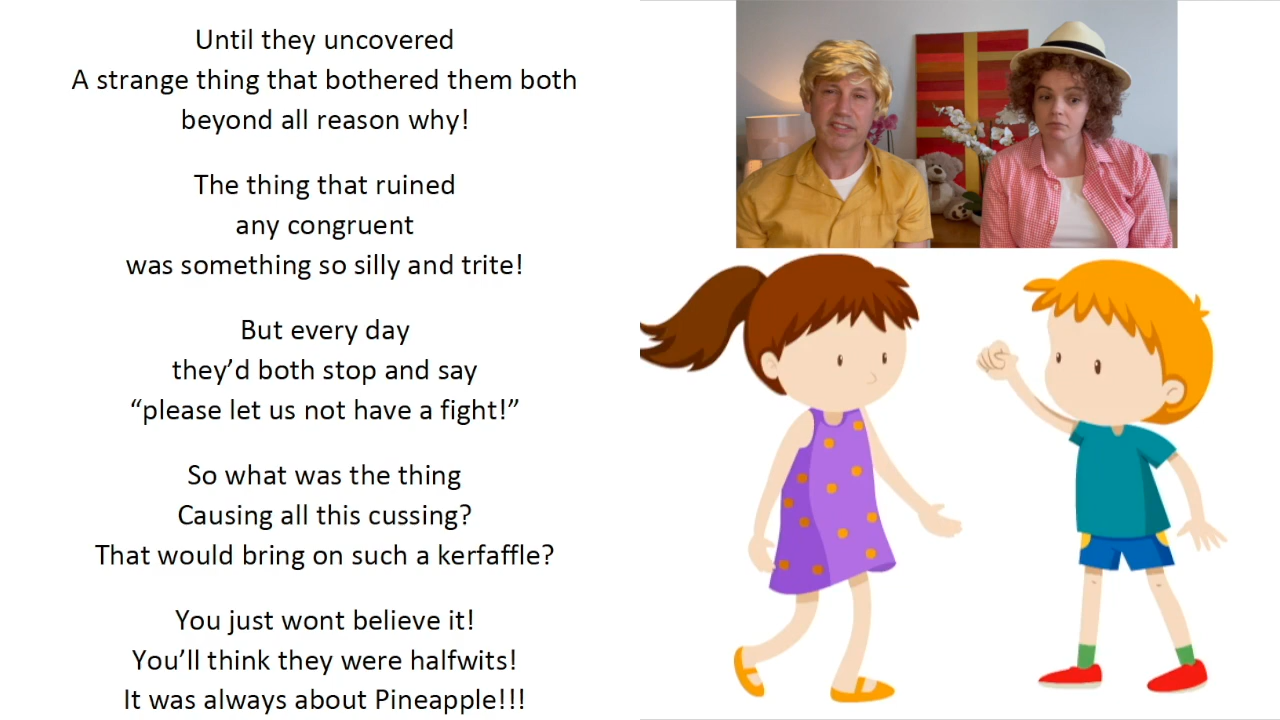 Until they uncovered
A strange thing that bothered them both
beyond all reason why!
The thing that ruined
any congruent
was something so silly and trite!
But every day
they’d both stop and say
“please let us not have a fight!”
So what was the thing
Causing all this cussing?
That would bring on such a kerfaffle?
You just wont believe it!
You’ll think they were halfwits!
It was always about Pineapple!!!